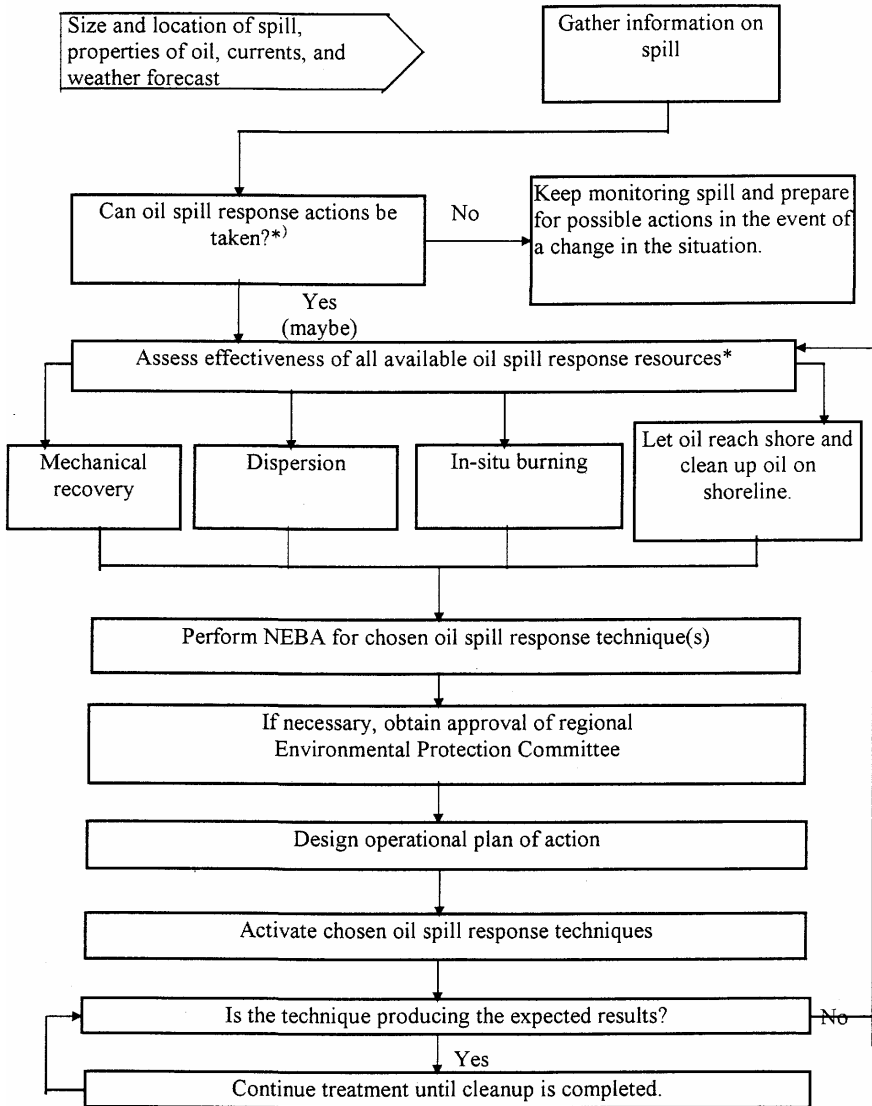 Size and location of spill,
properties of oil, currents, and
weather forecast
Gather information on
spill
Can oil spill response actions be
taken?*)
No
Keep monitoring spill and prepare
for possible actions in the event of
a change in the situation.
Yes
(maybe)
Assess effectiveness of all available oil spill response resources*
Mechanical
recovery
Dispersion
In-situ burning
Let oil reach shore and
clean up oil on
shoreline.
Perform NEBA for chosen oil spill response technique(s)
If necessary, obtain approval of regional
Environmental Protection Committee
Design operational plan of action
Activate chosen oil spill response techniques
Is the technique producing the expected results?
No
Yes
Continue treatment until cleanup is completed.